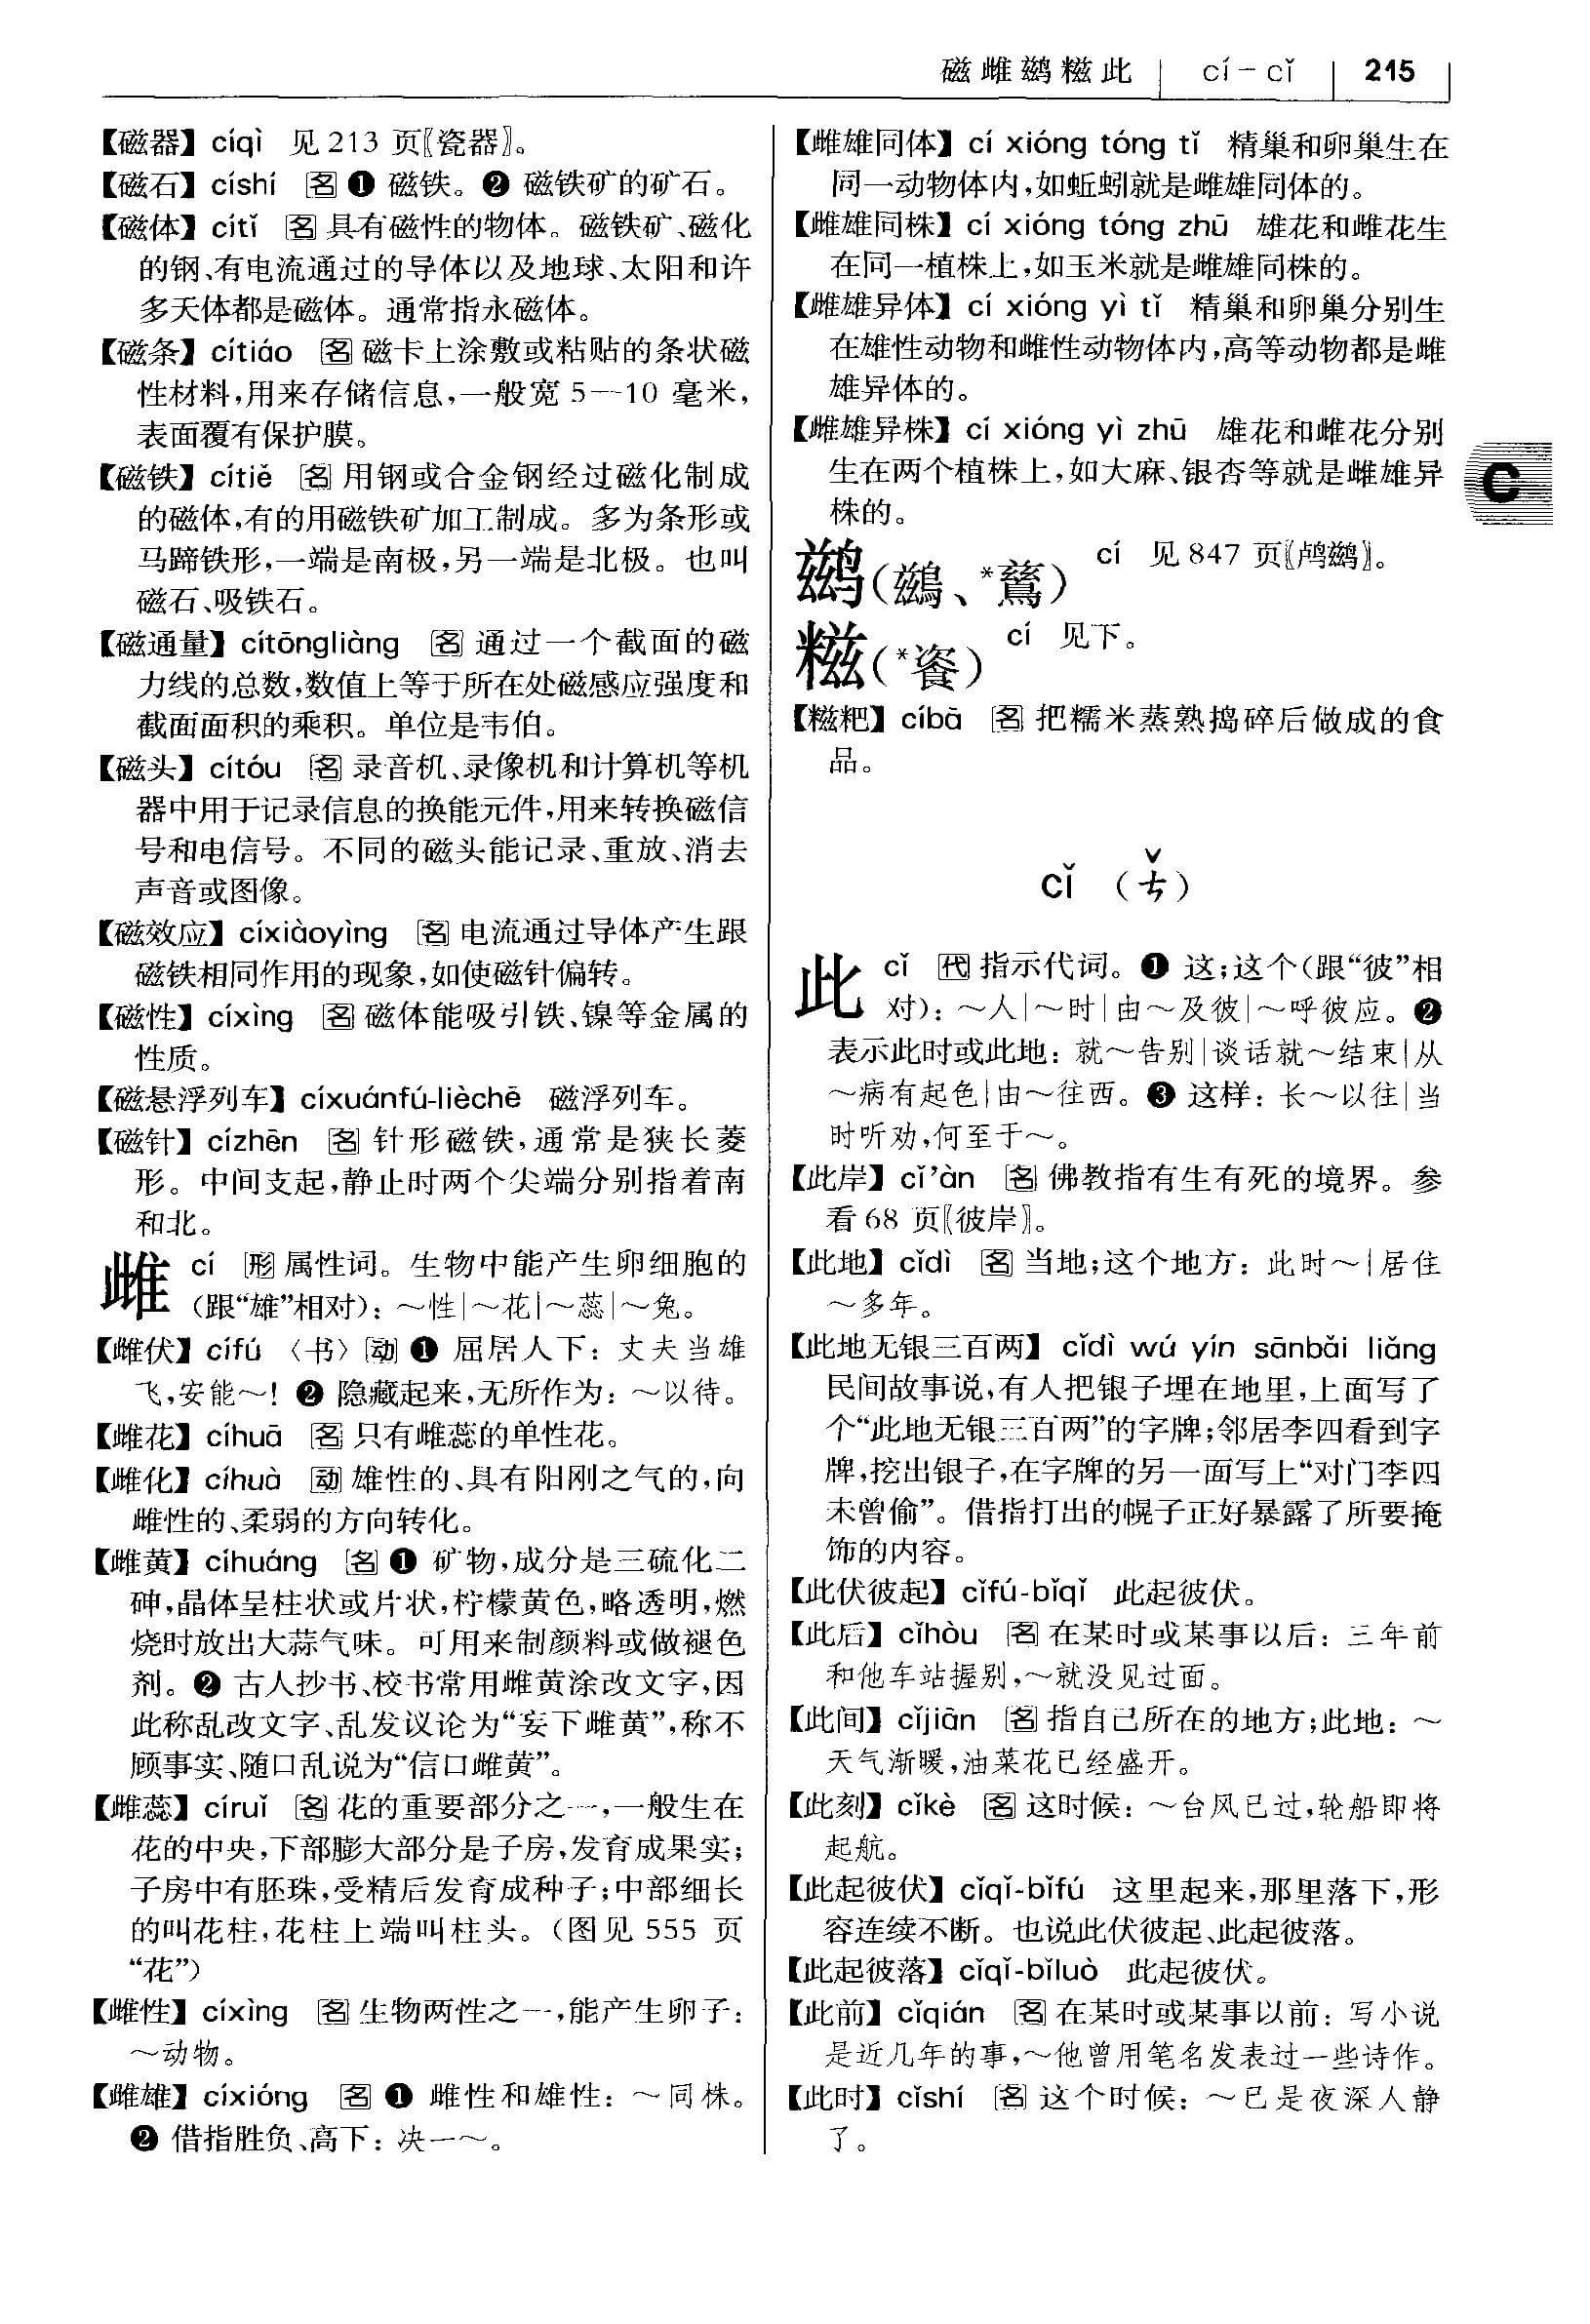 磁雌鹚糍此 cí－cǐ 215
【磁器】cíqì 见213 页〖瓷器〗。
【磁石】císhí 名❶ 磁铁。❷ 磁铁矿的矿石。
【磁体】cítǐ 名具有磁性的物体。磁铁矿、磁化
的钢、有电流通过的导体以及地球、太阳和许
多天体都是磁体。通常指永磁体。
【磁条】cítiáo 名磁卡上涂敷或粘贴的条状磁
性材料,用来存储信息,一般宽 5—10 毫米,
表面覆有保护膜。
【磁铁】cítiě 名用钢或合金钢经过磁化制成
的磁体,有的用磁铁矿加工制成。多为条形或
马蹄铁形,一端是南极,另一端是北极。也叫
磁石、吸铁石。
【磁通量】cítōngliàng 名通过一个截面的磁
力线的总数,数值上等于所在处磁感应强度和
截面面积的乘积。单位是韦伯。
【磁头】cítóu 名录音机、录像机和计算机等机
器中用于记录信息的换能元件,用来转换磁信
号和电信号。不同的磁头能记录、重放、消去
声音或图像。
【磁效应】cíxiàoyìng 名电流通过导体产生跟
磁铁相同作用的现象,如使磁针偏转。
【磁性】cíxìng 名磁体能吸引铁、镍等金属的
性质。
【磁悬浮列车】cíxuánfú-lièchē 磁浮列车。
【磁针】cízhēn 名针形磁铁,通常是狭长菱
形。中间支起,静止时两个尖端分别指着南
和北。
雌 cí 形属性词。生物中能产生卵细胞的
(跟“雄”相对)：～性|～花|～蕊|～兔。
【雌伏】cífú 〈书〉动❶ 屈居人下：丈夫当雄
飞,安能～! ❷ 隐藏起来,无所作为：～以待。
【雌花】cíhuā 名只有雌蕊的单性花。
【雌化】cíhuà 动雄性的、具有阳刚之气的,向
雌性的、柔弱的方向转化。
【雌黄】cíhuáng 名❶ 矿物,成分是三硫化二
砷,晶体呈柱状或片状,柠檬黄色,略透明,燃
烧时放出大蒜气味。可用来制颜料或做褪色
剂。❷ 古人抄书、校书常用雌黄涂改文字,因
此称乱改文字、乱发议论为“妄下雌黄”,称不
顾事实、随口乱说为“信口雌黄”。
【雌蕊】círuǐ 名花的重要部分之一,一般生在
花的中央,下部膨大部分是子房,发育成果实;
子房中有胚珠,受精后发育成种子;中部细长
的叫花柱,花柱上端叫柱头。(图见 555 页
“花”)
【雌性】cíxìng 名生物两性之一,能产生卵子：
～动物。
【雌雄】cíxióng 名❶ 雌性和雄性：～同株。
❷ 借指胜负、高下：决一～。
【雌雄同体】cí xióng tóng tǐ 精巢和卵巢生在
同一动物体内,如蚯蚓就是雌雄同体的。
【雌雄同株】cí xióng tóng zhū 雄花和雌花生
在同一植株上,如玉米就是雌雄同株的。
【雌雄异体】cí xióng yì tǐ 精巢和卵巢分别生
在雄性动物和雌性动物体内,高等动物都是雌
雄异体的。
【雌雄异株】cí xióng yì zhū 雄花和雌花分别
生在两个植株上,如大麻、银杏等就是雌雄异
株的。
C
鹚(鷀、*鶿) cí 见847 页〖鸬鹚〗。
糍(*餈) cí 见下。
【糍粑】cíbā 名把糯米蒸熟捣碎后做成的食
品。
cǐ (ㄘˇ)
此 cǐ 代指示代词。❶ 这;这个(跟“彼”相
对)：～人|～时|由～及彼|～呼彼应。❷
表示此时或此地：就～告别|谈话就～结束|从
～病有起色|由～往西。❸ 这样：长～以往|当
时听劝,何至于～。
【此岸】cǐ'àn 名佛教指有生有死的境界。参
看68 页〖彼岸〗。
【此地】cǐdì 名当地;这个地方：此时～|居住
～多年。
【此地无银三百两】cǐdì wú yín sānbǎi liǎng
民间故事说,有人把银子埋在地里,上面写了
个“此地无银三百两”的字牌;邻居李四看到字
牌,挖出银子,在字牌的另一面写上“对门李四
未曾偷”。借指打出的幌子正好暴露了所要掩
饰的内容。
【此伏彼起】cǐfú-bǐqǐ 此起彼伏。
【此后】cǐhòu 名在某时或某事以后：三年前
和他车站握别,～就没见过面。
【此间】cǐjiān 名指自己所在的地方;此地：～
天气渐暖,油菜花已经盛开。
【此刻】cǐkè 名这时候：～台风已过,轮船即将
起航。
【此起彼伏】cǐqǐ-bǐfú 这里起来,那里落下,形
容连续不断。也说此伏彼起、此起彼落。
【此起彼落】cǐqǐ-bǐluò 此起彼伏。
【此前】cǐqián 名在某时或某事以前：写小说
是近几年的事,～他曾用笔名发表过一些诗作。
【此时】cǐshí 名这个时候：～已是夜深人静
了。